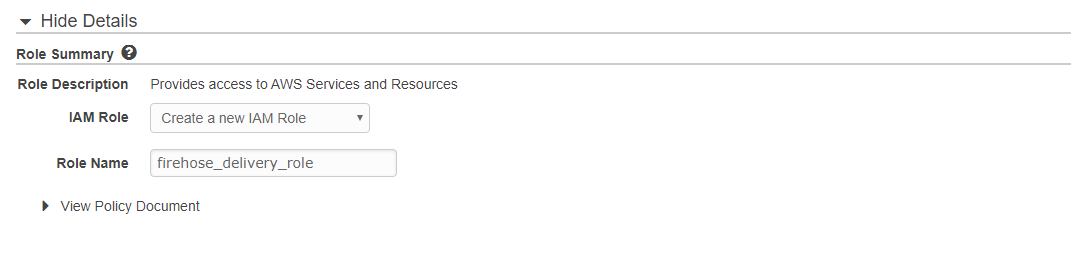 Hide Details
Role Summary ?
Role Description Provides access to AWS Services and Resources
IAM Role Create a new IAM Role
Role Name firehose_delivery_role
View Policy Document